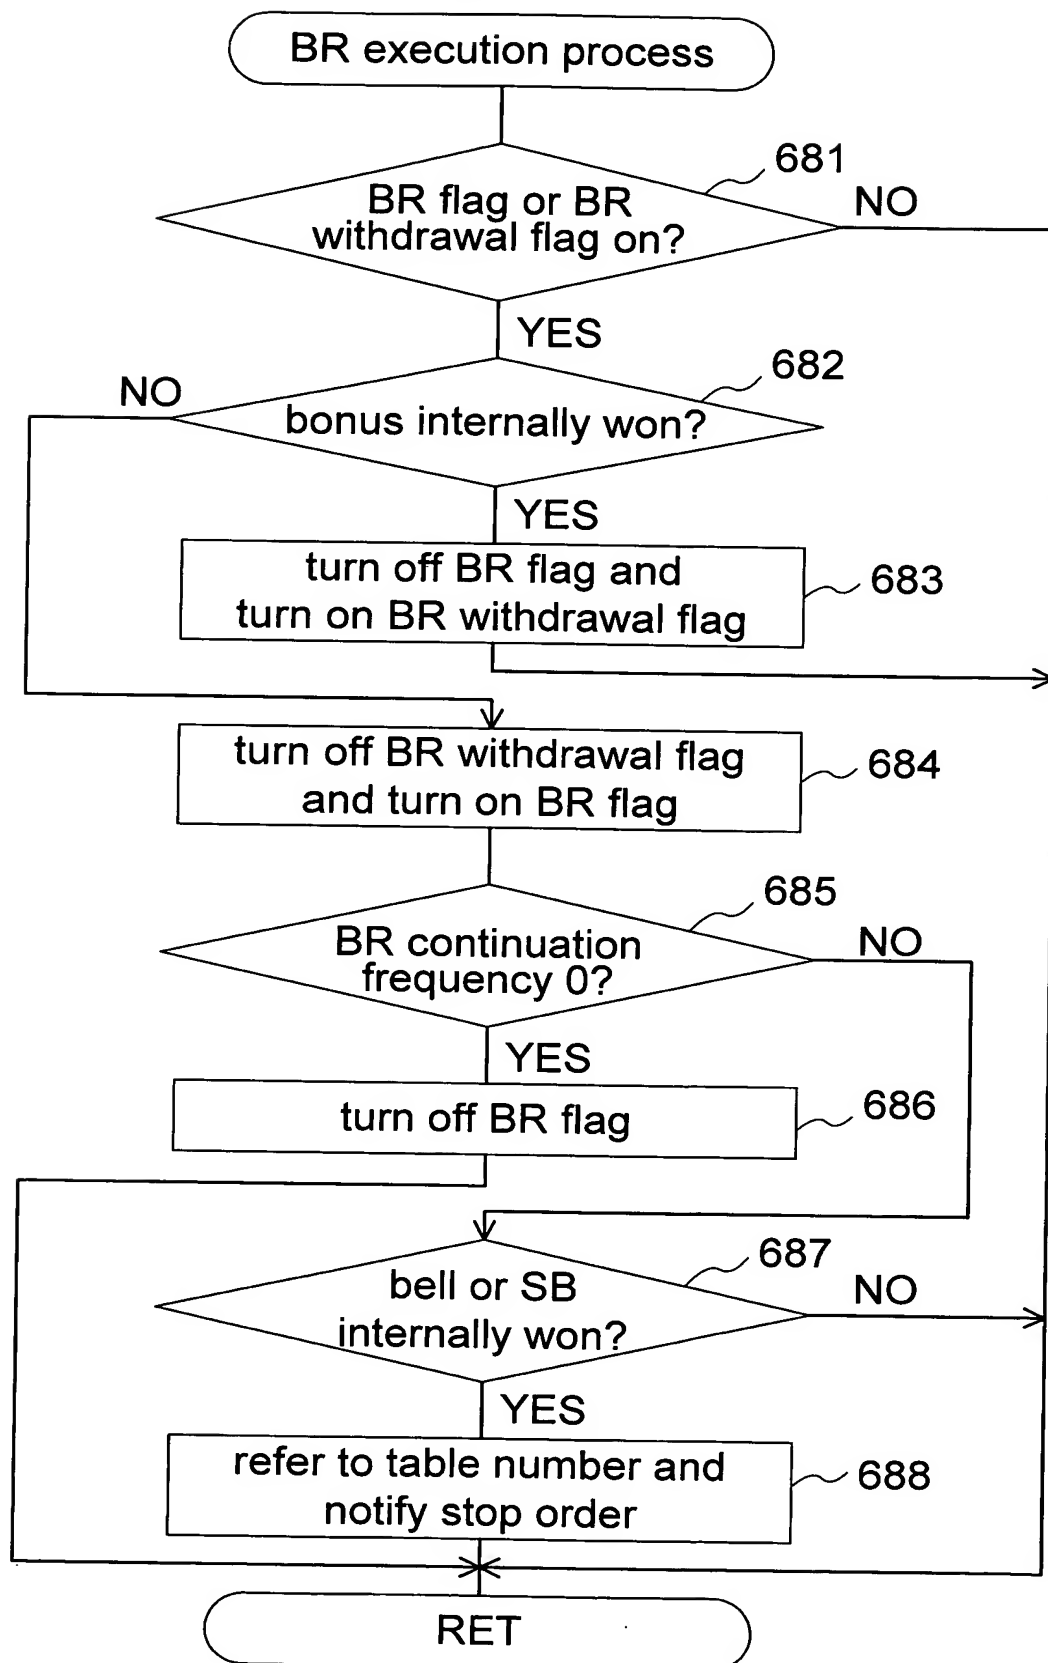 BR execution process
681
BR flag or BR
withdrawal flag on?
NO
YES
682
NO
bonus internally won?
YES
turn off BR flag and
turn on BR withdrawal flag
683
turn off BR withdrawal flag
and turn on BR flag
684
685
BR continuation
frequency 0?
NO
YES
turn off BR flag
686
687
bell or SB
internally won?
NO
YES
refer to table number and
notify stop order
688
RET